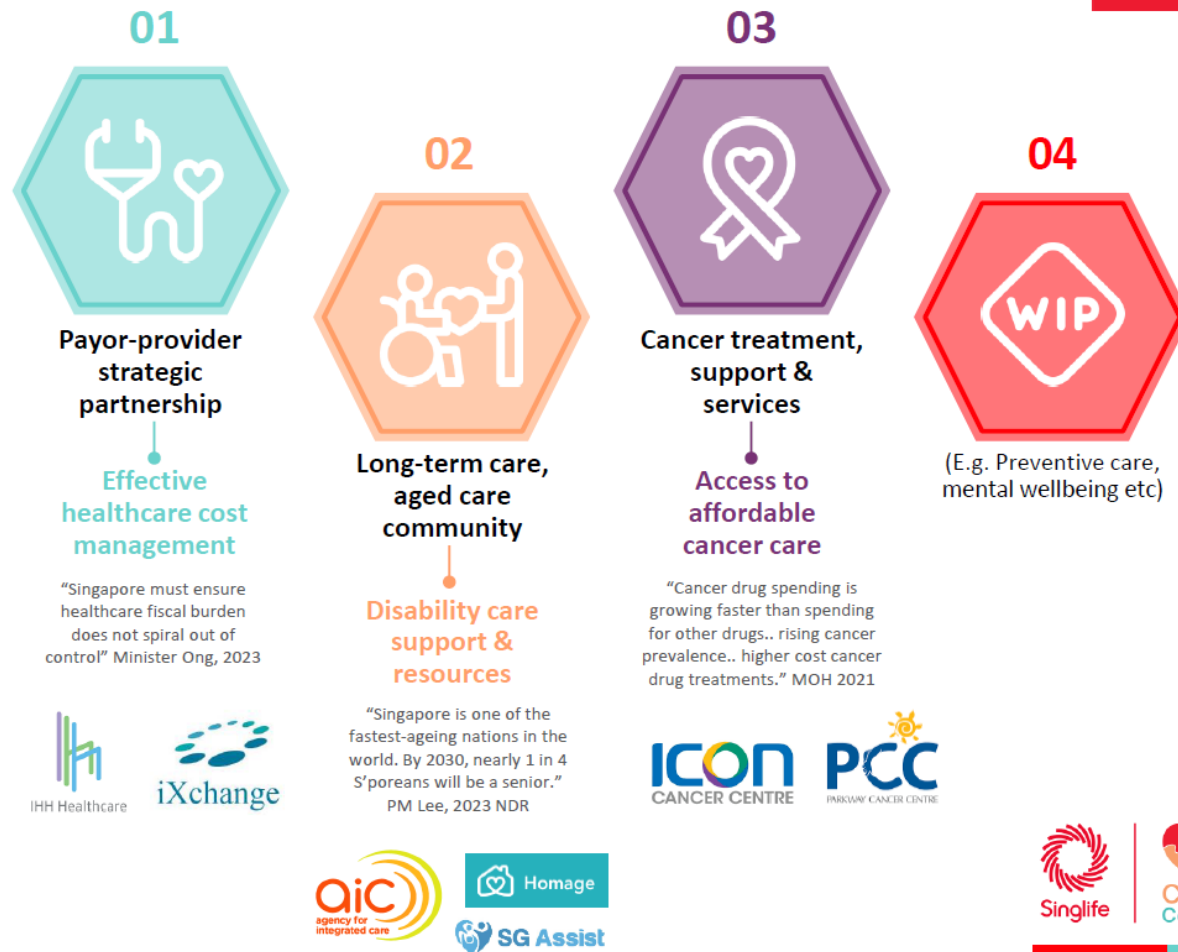 01
Payor-provider
strategic
partnership
Effective
healthcare cost
management
“Singapore must ensure
healthcare fiscal burden
does not spiral out of
control” Minister Ong, 2023
IHH Healthcare
iXchange
02
Long-term care,
aged care
community
Disability care
support &
resources
“Singapore is one of the
fastest-ageing nations in the
world. By 2030, nearly 1 in 4
S’poreans will be a senior.”
PM Lee, 2023 NDR
aic
agency for
integrated care
Homage
SG Assist
03
Cancer treatment,
support &
services
Access to
affordable
cancer care
“Cancer drug spending is
growing faster than spending
for other drugs.. rising cancer
prevalence.. higher cost cancer
drug treatments.” MOH 2021
ICON
CANCER CENTRE
PCC
PARKWAY CANCER CENTRE
04
WIP
(E.g. Preventive care,
mental wellbeing etc)
Singlife